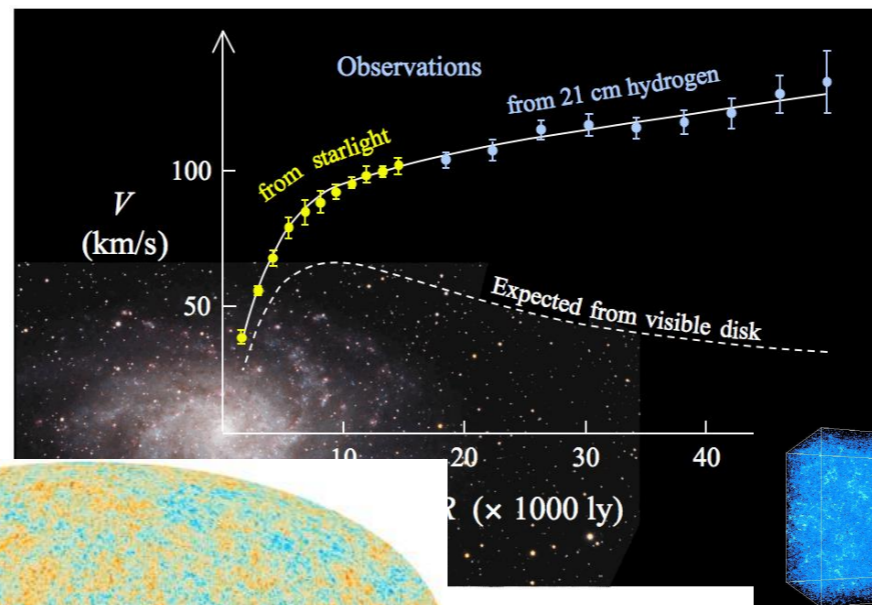 Observations
from 21 cm hydrogen
from starlight
100
V
(km/s)
50
Expected from visible disk
10
20
30
40
R (× 1000 ly)